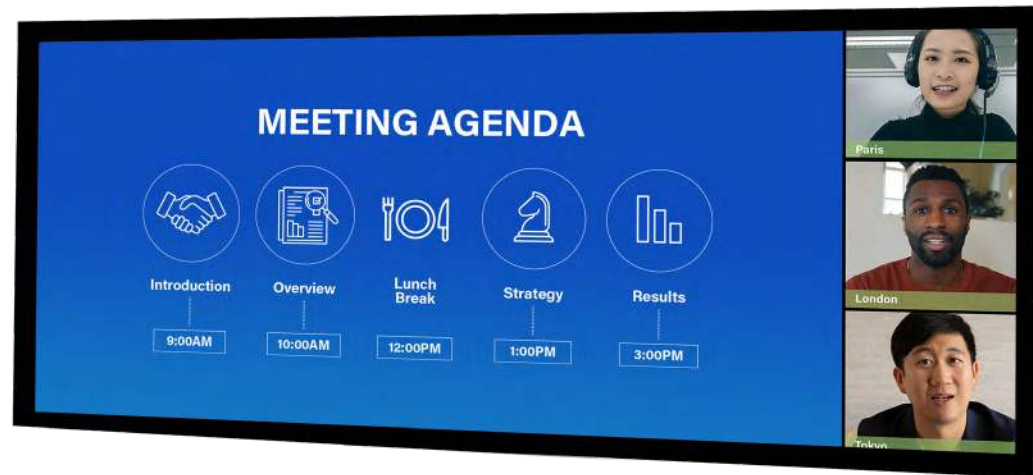 MEETING AGENDA
Introduction
Overview
Lunch
Break
Strategy
Results
9:00AM
10:00AM
12:00PM
1:00PM
3:00PM
Paris
London
Tokyo